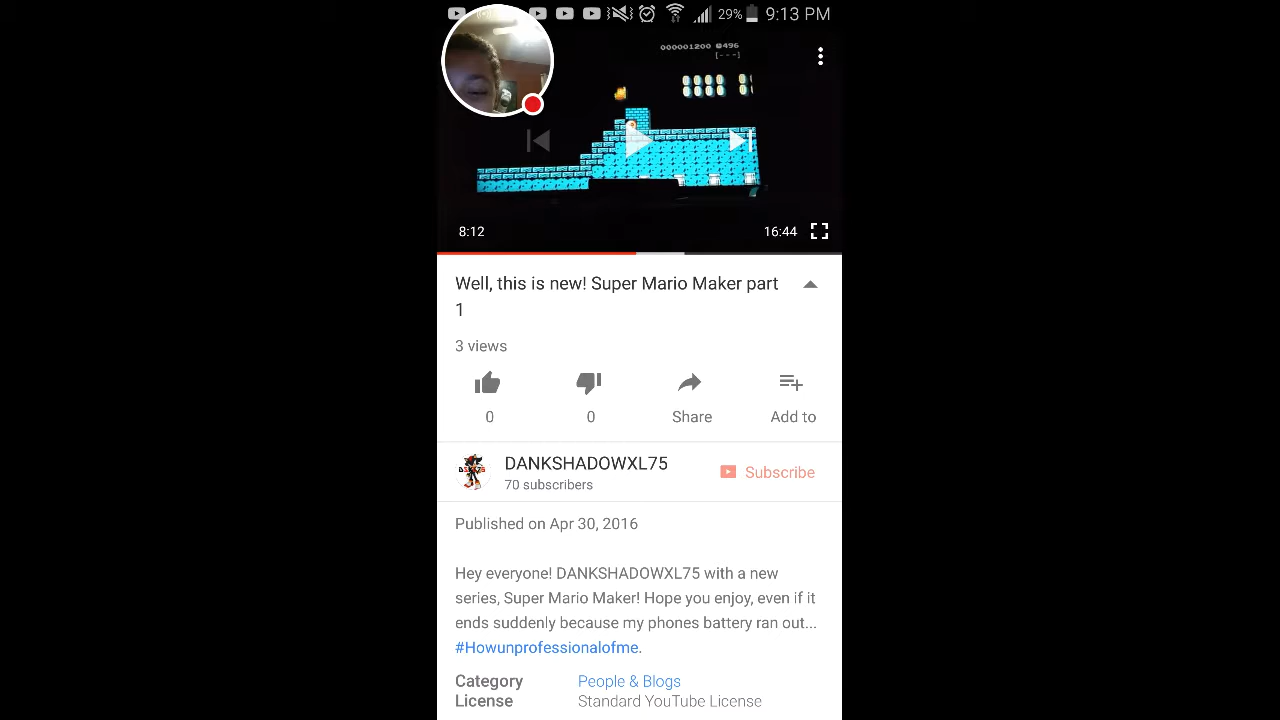 29% 9:13 PM
000001200 496
[---]
8:12 16:44
Well, this is new! Super Mario Maker part
1
3 views
0 0 Share Add to
DANKSHADOWXL75
70 subscribers
Subscribe
Published on Apr 30, 2016
Hey everyone! DANKSHADOWXL75 with a new
series, Super Mario Maker! Hope you enjoy, even if it
ends suddenly because my phones battery ran out...
#Howunprofessionalofme.
Category People & Blogs
License Standard YouTube License